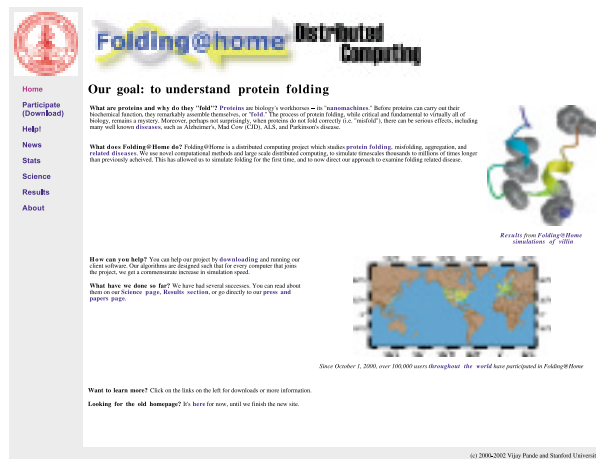 Folding@home Distributed
Computing
Home
Participate
(Download)
Help!
News
Stats
Science
Results
About
Our goal: to understand protein folding
What are proteins and why do they "fold"? Proteins are biology's workhorses -- its "nanomachines." Before proteins can carry out their
biochemical function, they remarkably assemble themselves, or "fold." The process of protein folding, while critical and fundamental to virtually all of
biology, remains a mystery. Moreover, perhaps not surprisingly, when proteins do not fold correctly (i.e. "misfold"), there can be serious effects, including
many well known diseases, such as Alzheimer's, Mad Cow (CJD), ALS, and Parkinson's disease.
What does Folding@Home do? Folding@Home is a distributed computing project which studies protein folding, misfolding, aggregation, and
related diseases. We use novel computational methods and large scale distributed computing, to simulate timescales thousands to millions of times longer
than previously acheived. This has allowed us to simulate folding for the first time, and to now direct our approach to examine folding related disease.
Results from Folding@Home
simulations of villin
How can you help? You can help our project by downloading and running our
client software. Our algorithms are designed such that for every computer that joins
the project, we get a commensurate increase in simulation speed.
What have we done so far? We have had several successes. You can read about
them on our Science page, Results section, or go directly to our press and
papers page.
Since October 1, 2000, over 100,000 users throughout the world have participated in Folding@Home
Want to learn more? Click on the links on the left for downloads or more information.
Looking for the old homepage? It's here for now, until we finish the new site.
(c) 2000-2002 Vijay Pande and Stanford Universit